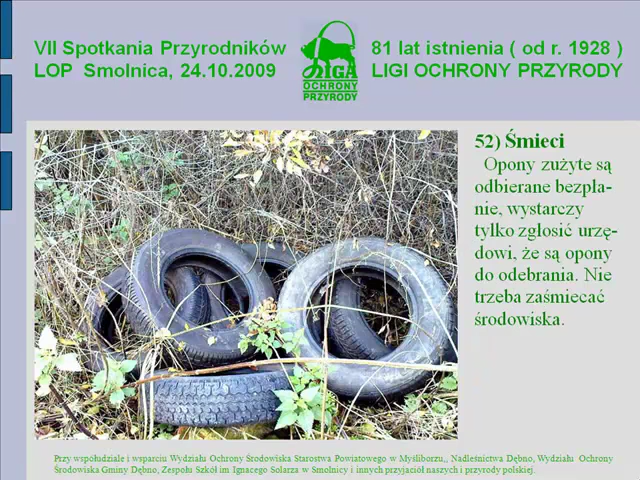 VII Spotkania Przyrodników
LOP Smolnica, 24.10.2009
LIGA
OCHRONY
PRZYRODY
81 lat istnienia ( od r. 1928 )
LIGI OCHRONY PRZYRODY
52) Śmieci
Opony zużyte są
odbierane bezpła-
nie, wystarczy
tylko zgłosić urzę-
dowi, że są opony
do odebrania. Nie
trzeba zaśmiecać
środowiska.
Przy współudziale i wsparciu Wydziału Ochrony Środowiska Starostwa Powiatowego w Myśliborzu,, Nadleśnictwa Dębno, Wydziału Ochrony
Środowiska Gminy Dębno, Zespołu Szkół im Ignacego Solarza w Smolnicy i innych przyjaciół naszych i przyrody polskiej.